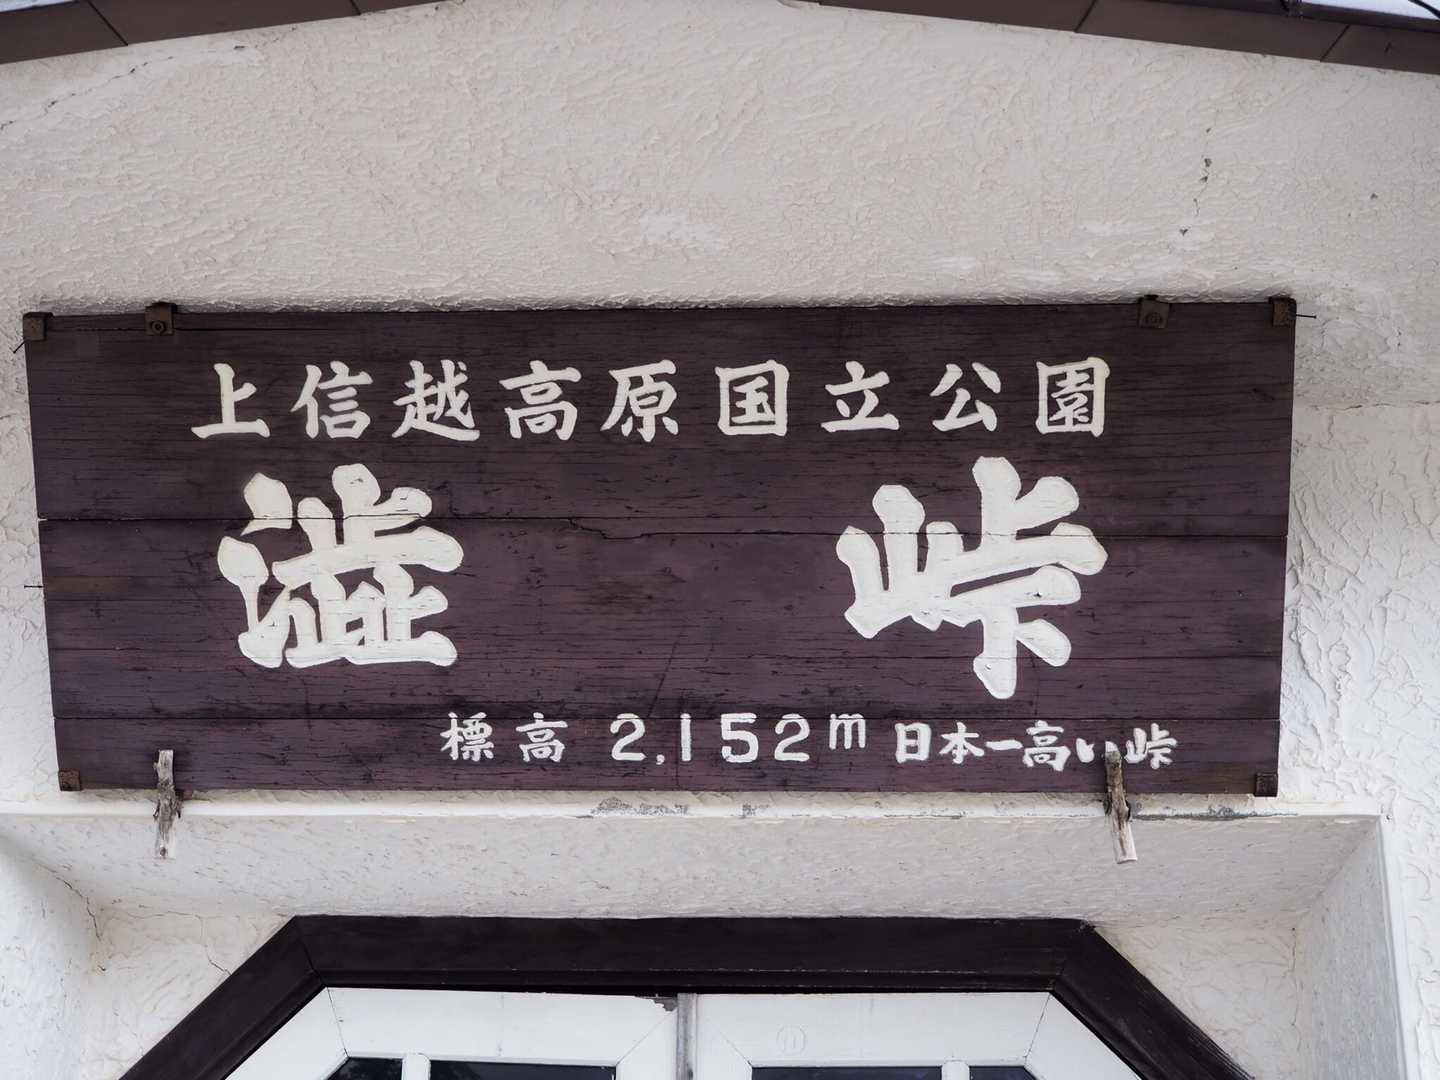 上信越高原国立公園
澁峠
標高 2,152m 日本一高い峠